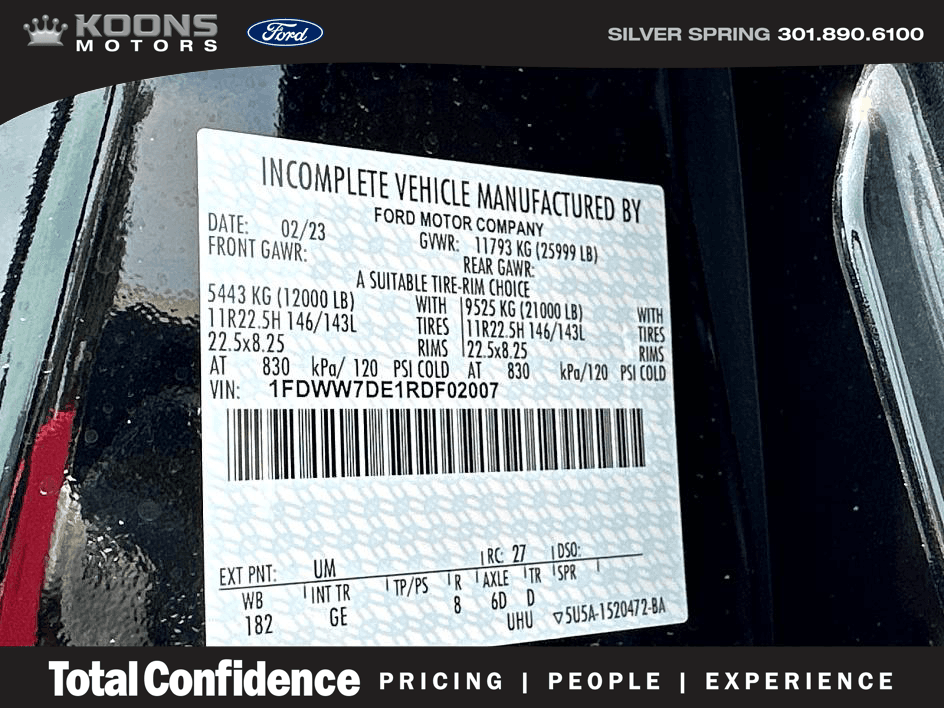 KOONS
MOTORS
Ford
SILVER SPRING 301.890.6100
INCOMPLETE VEHICLE MANUFACTURED BY
FORD MOTOR COMPANY
DATE: 02/23 GVWR: 11793 KG (25999 LB)
FRONT GAWR: REAR GAWR:
A SUITABLE TIRE-RIM CHOICE
5443 KG (12000 LB) WITH 9525 KG (21000 LB) WITH
11R22.5H 146/143L TIRES 11R22.5H 146/143L TIRES
22.5x8.25 RIMS 22.5x8.25 RIMS
AT 830 kPa/ 120 PSI COLD AT 830 kPa/120 PSI COLD
VIN: 1FDWW7DE1RDF02007
EXT PNT: UM RC: 27 DSO:
WB INT TR TP/PS R AXLE TR SPR
182 GE 8 6D D
UHU ▽5U5A-1520472-BA
Total Confidence PRICING | PEOPLE | EXPERIENCE